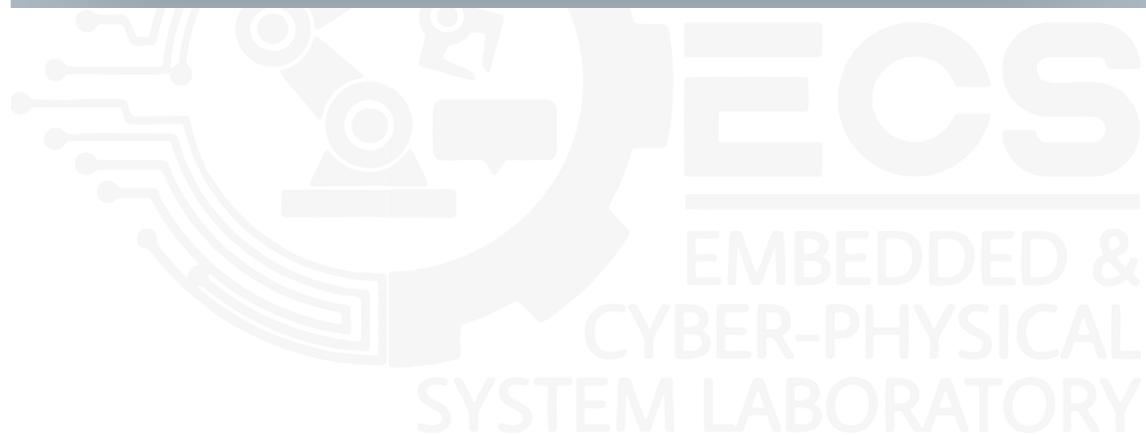 ECS
EMBEDDED &
CYBER-PHYSICAL
SYSTEM LABORATORY